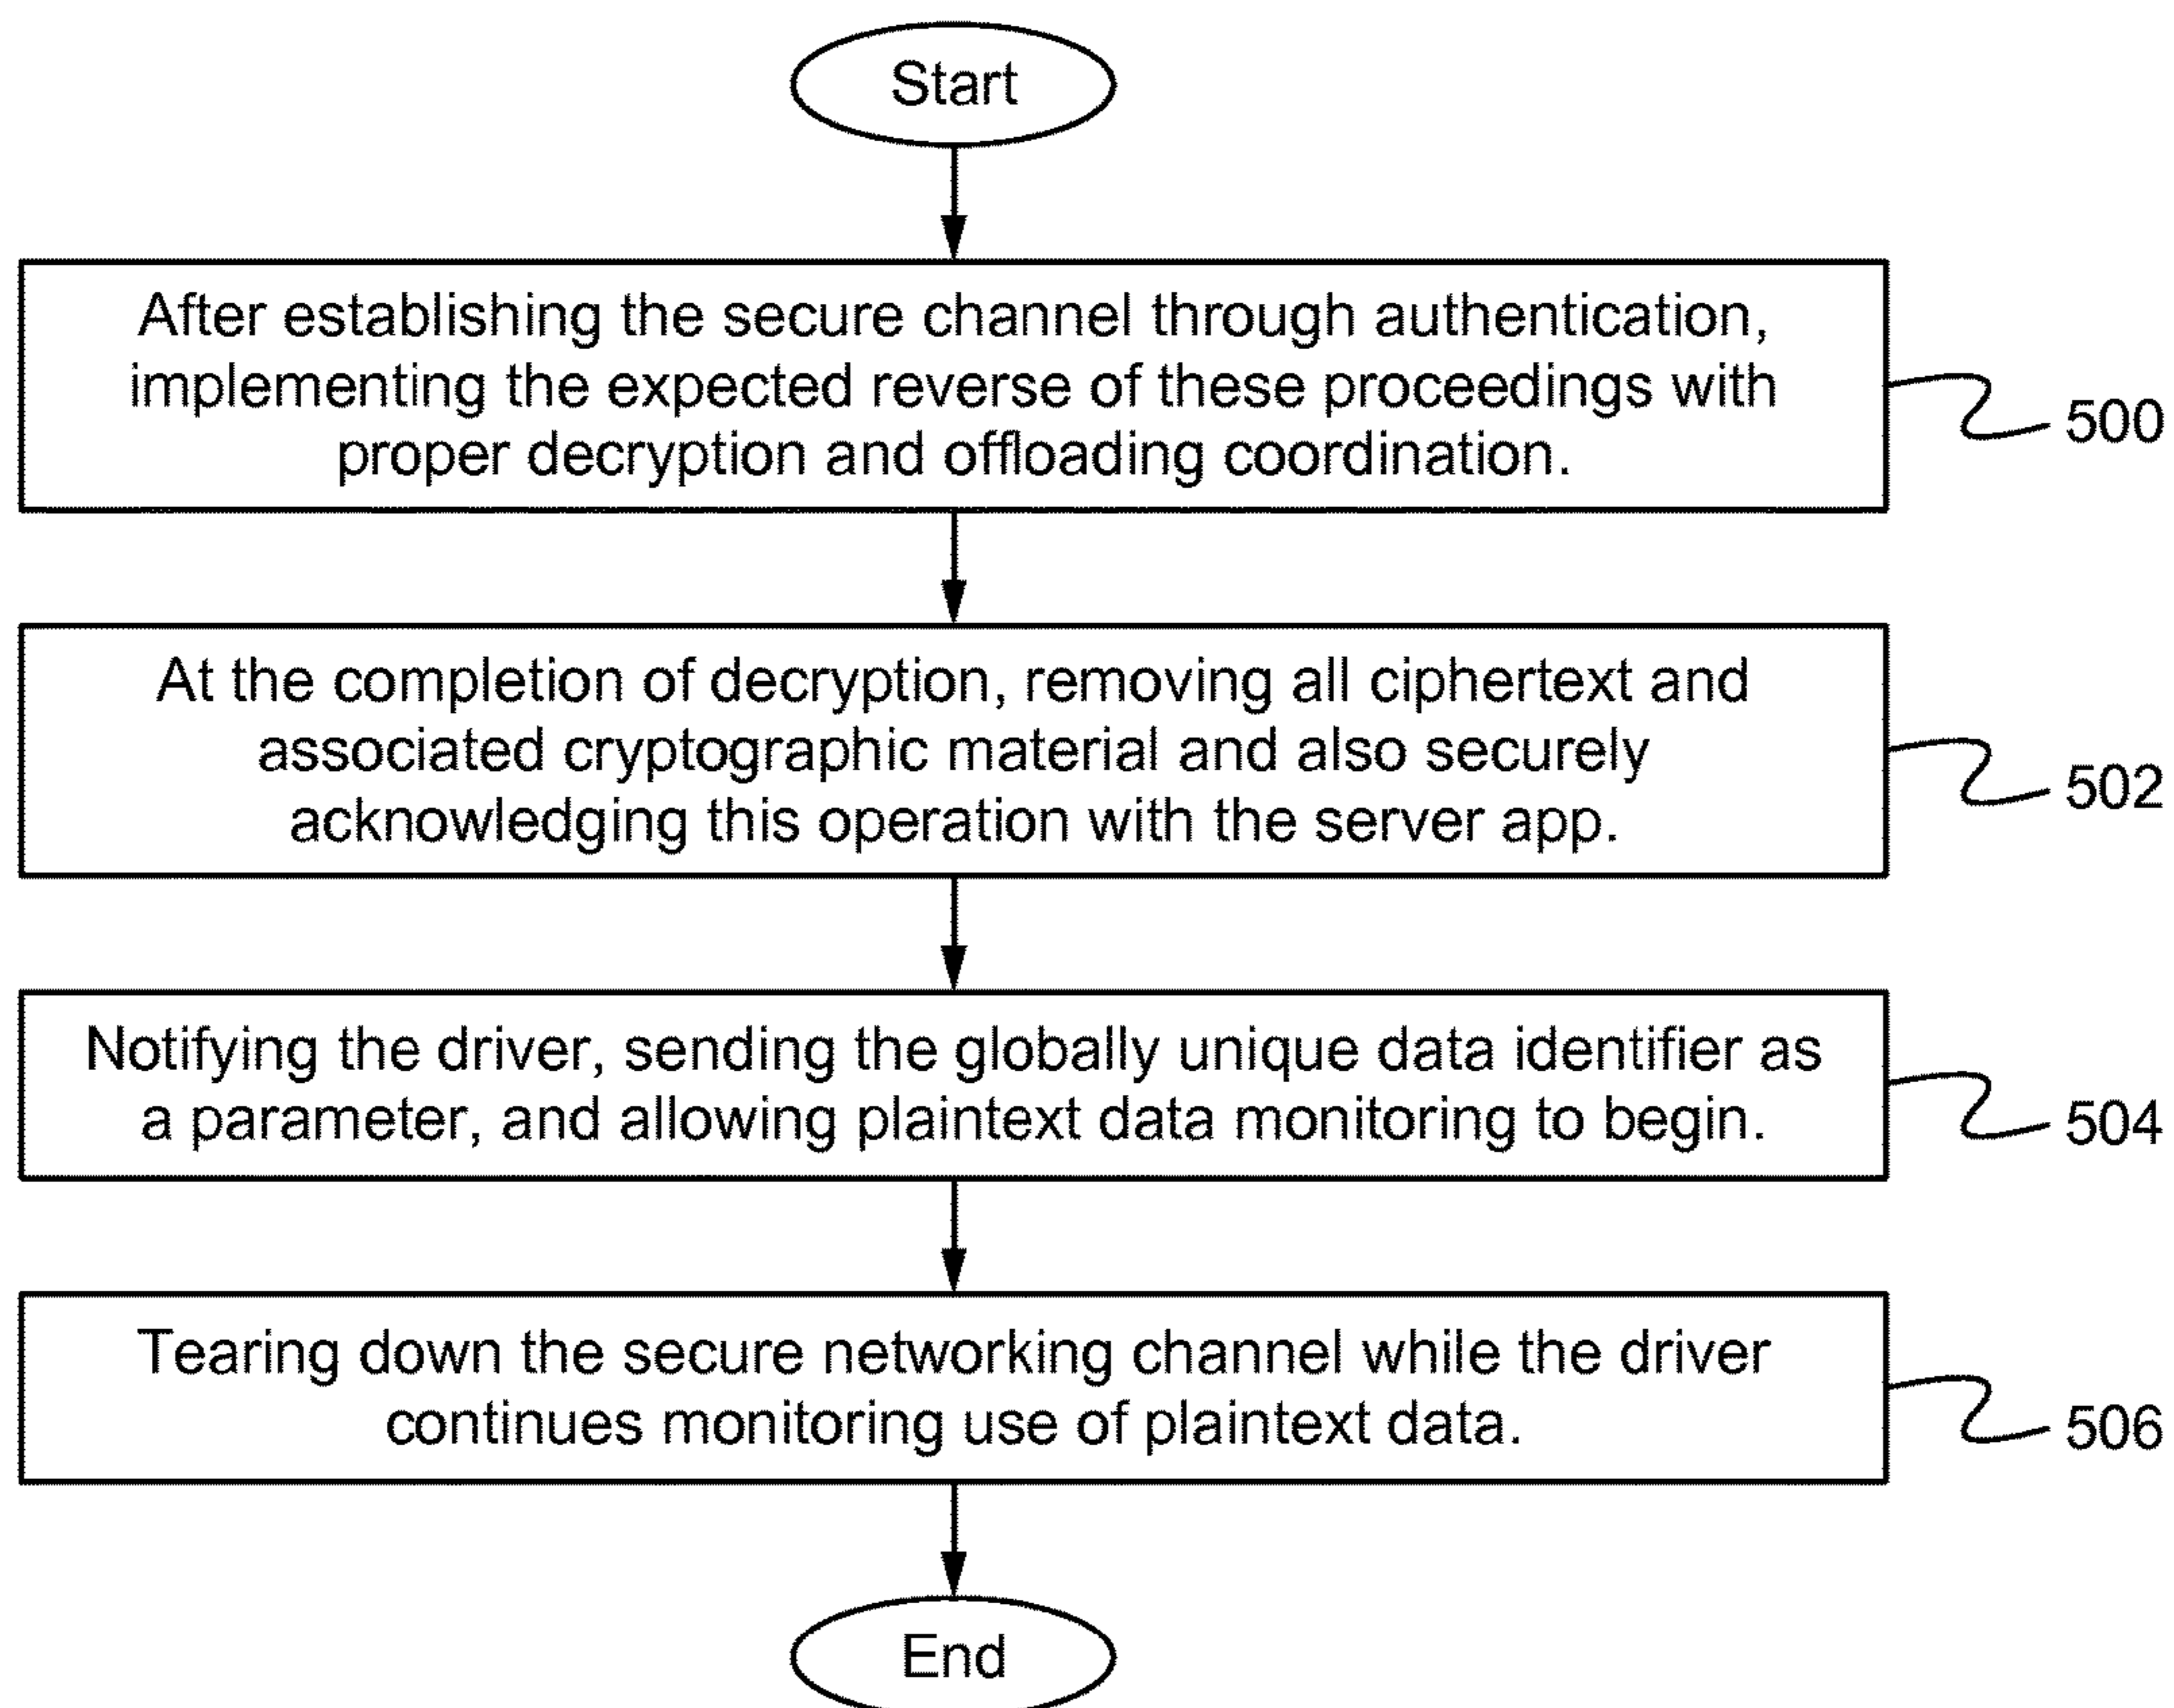 Start
After establishing the secure channel through authentication,
implementing the expected reverse of these proceedings with
proper decryption and offloading coordination.
500
At the completion of decryption, removing all ciphertext and
associated cryptographic material and also securely
acknowledging this operation with the server app.
502
Notifying the driver, sending the globally unique data identifier as
a parameter, and allowing plaintext data monitoring to begin.
504
Tearing down the secure networking channel while the driver
continues monitoring use of plaintext data.
506
End